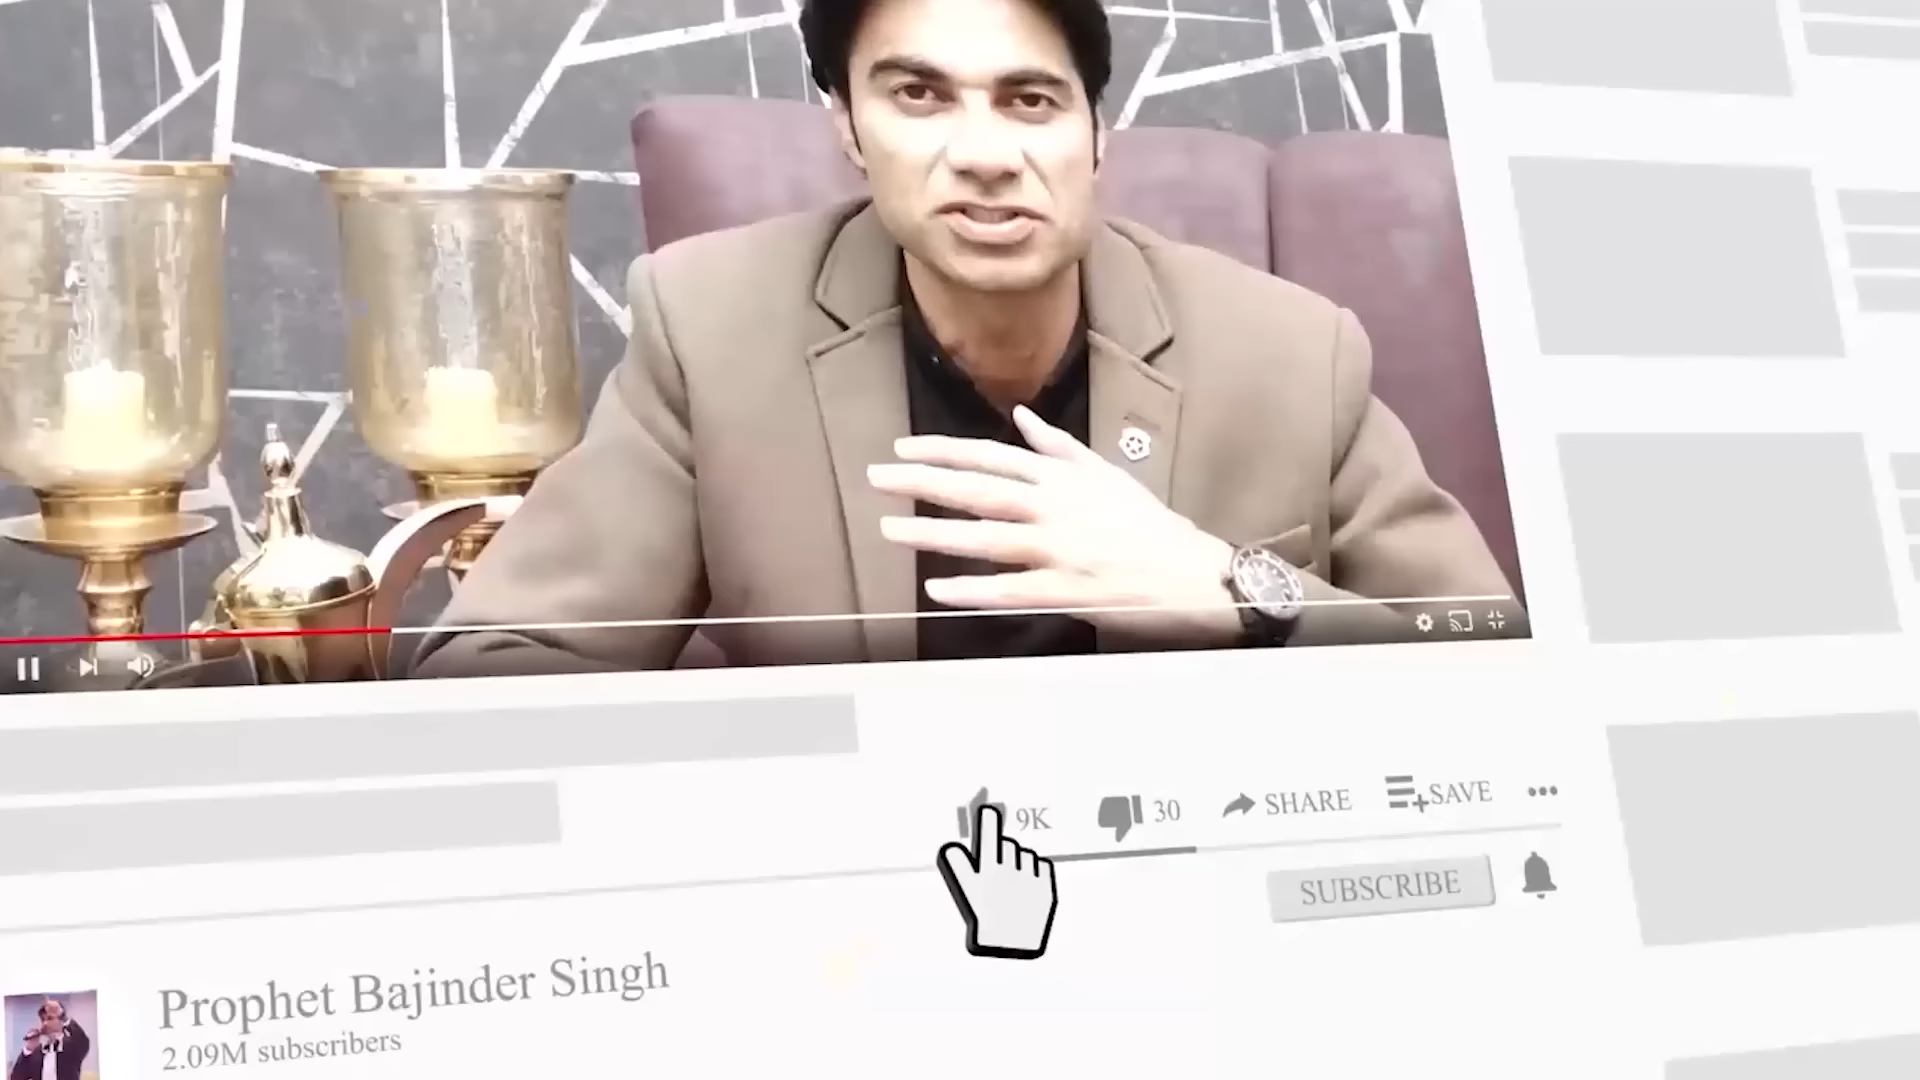 9K
30
SHARE
SAVE
SUBSCRIBE
Prophet Bajinder Singh
2.09M subscribers